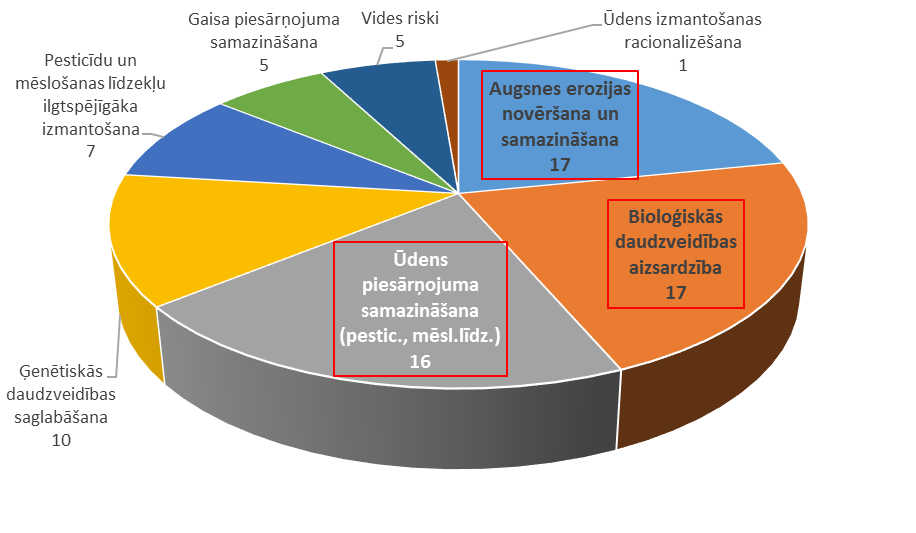 Gaisa piesārņojuma
samazināšana
5
Vides riski
5
Ūdens izmantošanas
racionalizēšana
1
Pesticīdu un
mēslošanas līdzekļu
ilgtspējīgāka
izmantošana
7
Augsnes erozijas
novēršana un
samazināšana
17
Bioloģiskās
daudzveidības
aizsardzība
17
Ūdens
piesārņojuma
samazināšana
(pestic., mēsl.līdz.)
16
Ģenētiskās
daudzveidības
saglabāšana
10